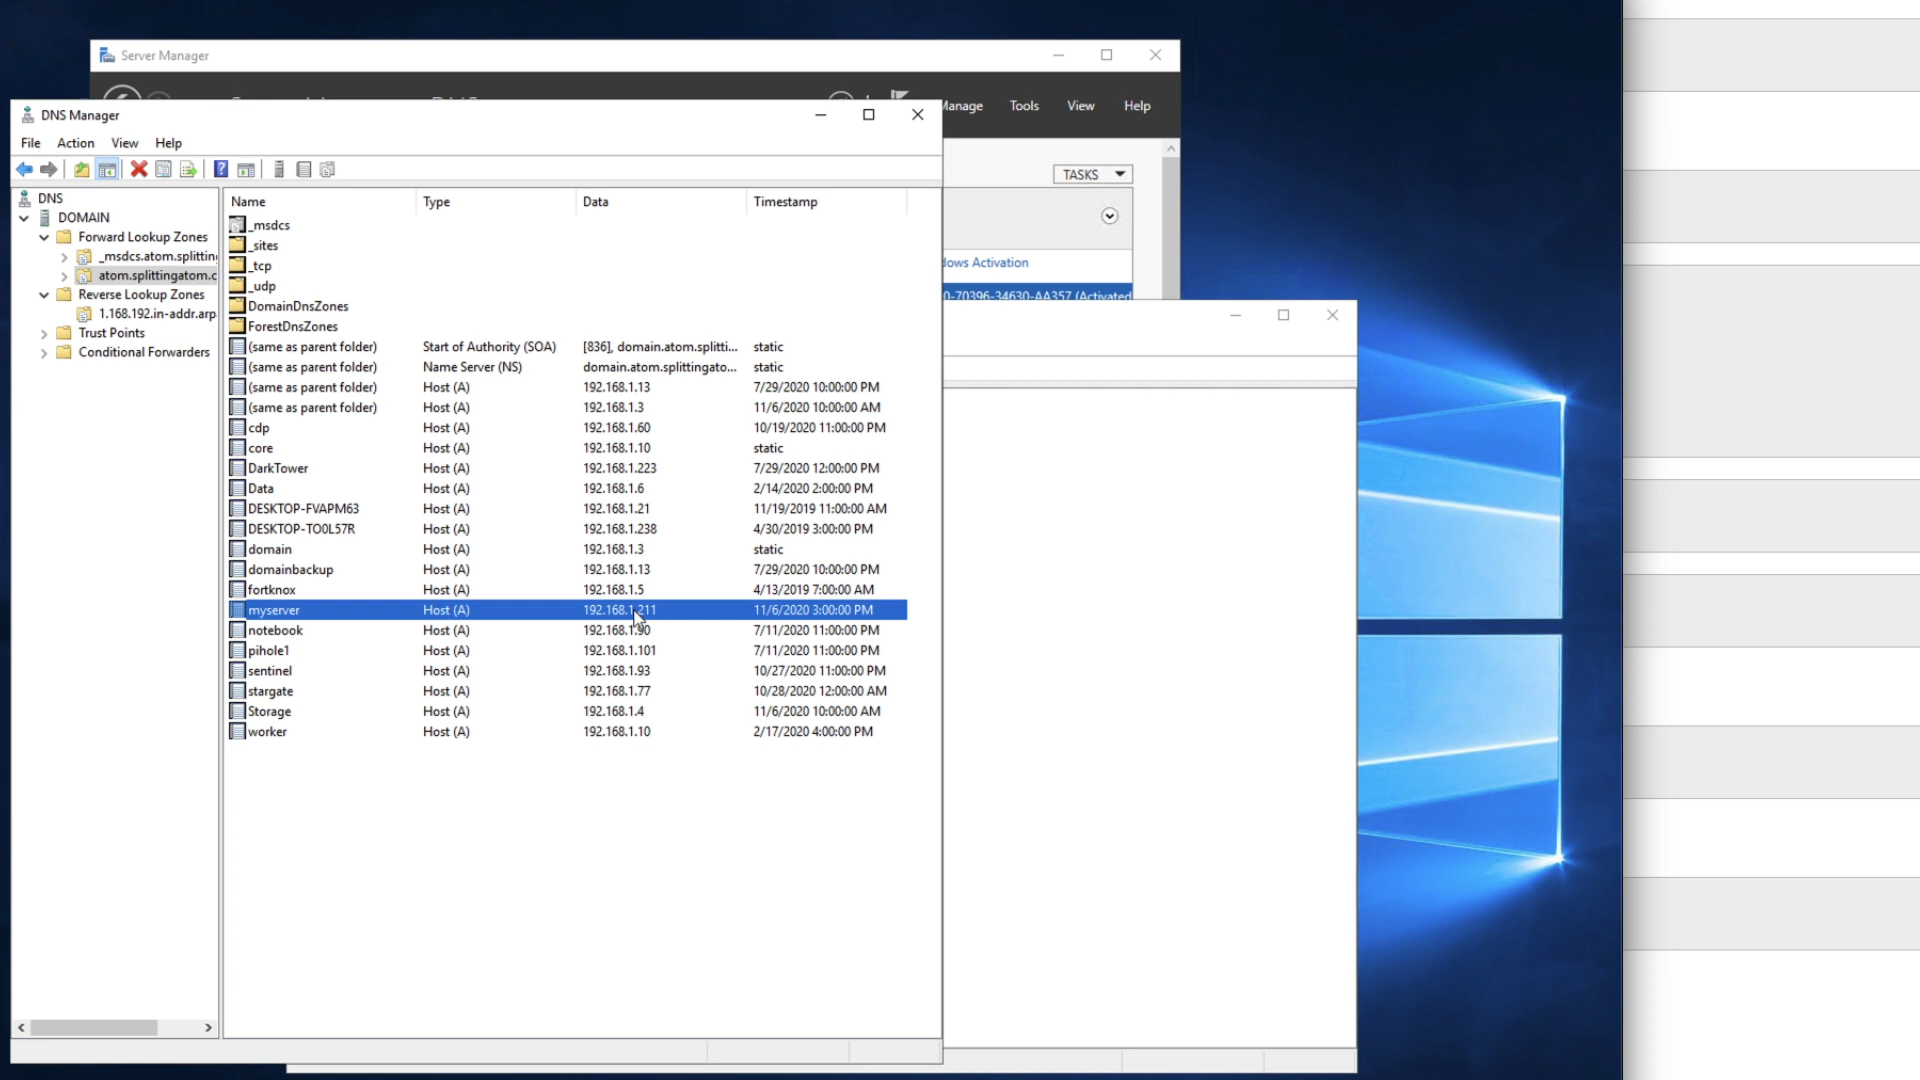 Server Manager
Manage Tools View Help
DNS Manager
File Action View Help
TASKS
DNS
DOMAIN
Forward Lookup Zones
_msdcs.atom.splitting
atom.splittingatom.c
Reverse Lookup Zones
1.168.192.in-addr.arp
Trust Points
Conditional Forwarders
Name Type Data Timestamp
_msdcs
_sites
_tcp
_udp
DomainDnsZones
ForestDnsZones
(same as parent folder) Start of Authority (SOA) [836], domain.atom.splitti... static
(same as parent folder) Name Server (NS) domain.atom.splittingato... static
(same as parent folder) Host (A) 192.168.1.13 7/29/2020 10:00:00 PM
(same as parent folder) Host (A) 192.168.1.3 11/6/2020 10:00:00 AM
cdp Host (A) 192.168.1.60 10/19/2020 11:00:00 PM
core Host (A) 192.168.1.10 static
DarkTower Host (A) 192.168.1.223 7/29/2020 12:00:00 PM
Data Host (A) 192.168.1.6 2/14/2020 2:00:00 PM
DESKTOP-FVAPM63 Host (A) 192.168.1.21 11/19/2019 11:00:00 AM
DESKTOP-TO0L57R Host (A) 192.168.1.238 4/30/2019 3:00:00 PM
domain Host (A) 192.168.1.3 static
domainbackup Host (A) 192.168.1.13 7/29/2020 10:00:00 PM
fortknox Host (A) 192.168.1.5 4/13/2019 7:00:00 AM
myserver Host (A) 192.168.1.211 11/6/2020 3:00:00 PM
notebook Host (A) 192.168.1.90 7/11/2020 11:00:00 PM
pihole1 Host (A) 192.168.1.101 7/11/2020 11:00:00 PM
sentinel Host (A) 192.168.1.93 10/27/2020 11:00:00 PM
stargate Host (A) 192.168.1.77 10/28/2020 12:00:00 AM
Storage Host (A) 192.168.1.4 11/6/2020 10:00:00 AM
worker Host (A) 192.168.1.10 2/17/2020 4:00:00 PM
dows Activation
0-70396-34630-AA357 (Activated